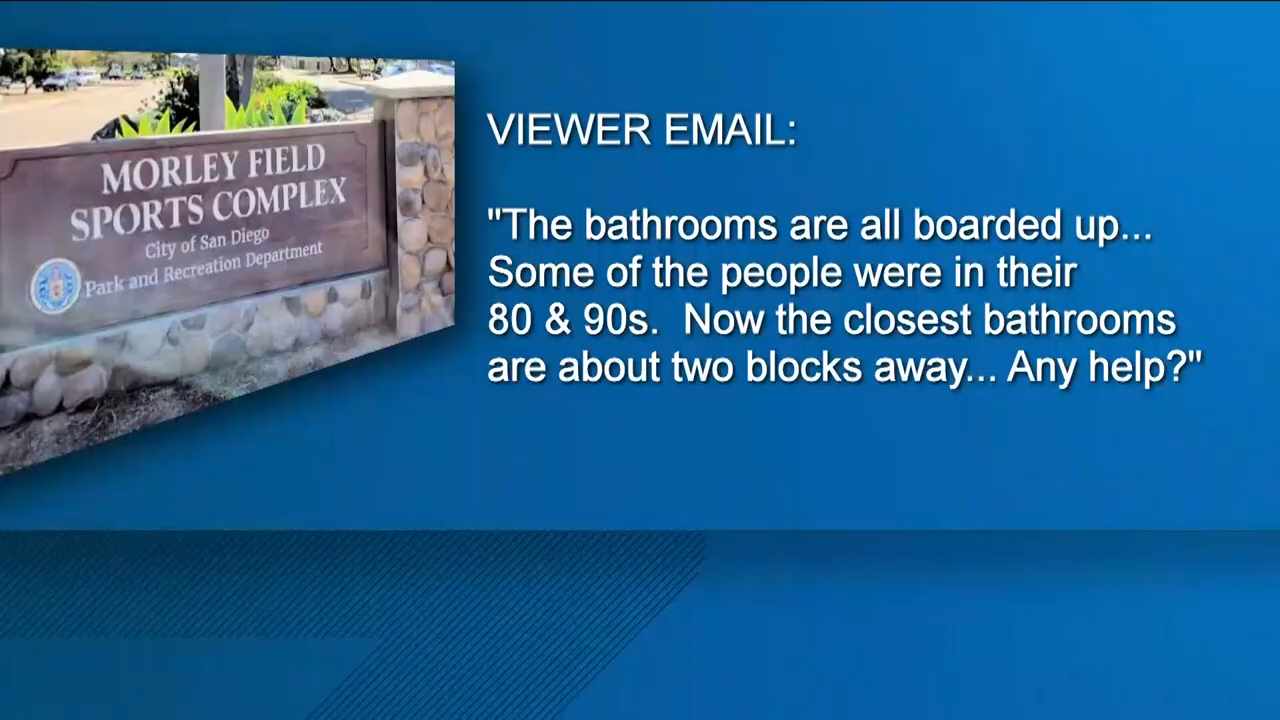 MORLEY FIELD
SPORTS COMPLEX
City of San Diego
Park and Recreation Department
VIEWER EMAIL:
"The bathrooms are all boarded up...
Some of the people were in their
80 & 90s. Now the closest bathrooms
are about two blocks away... Any help?"